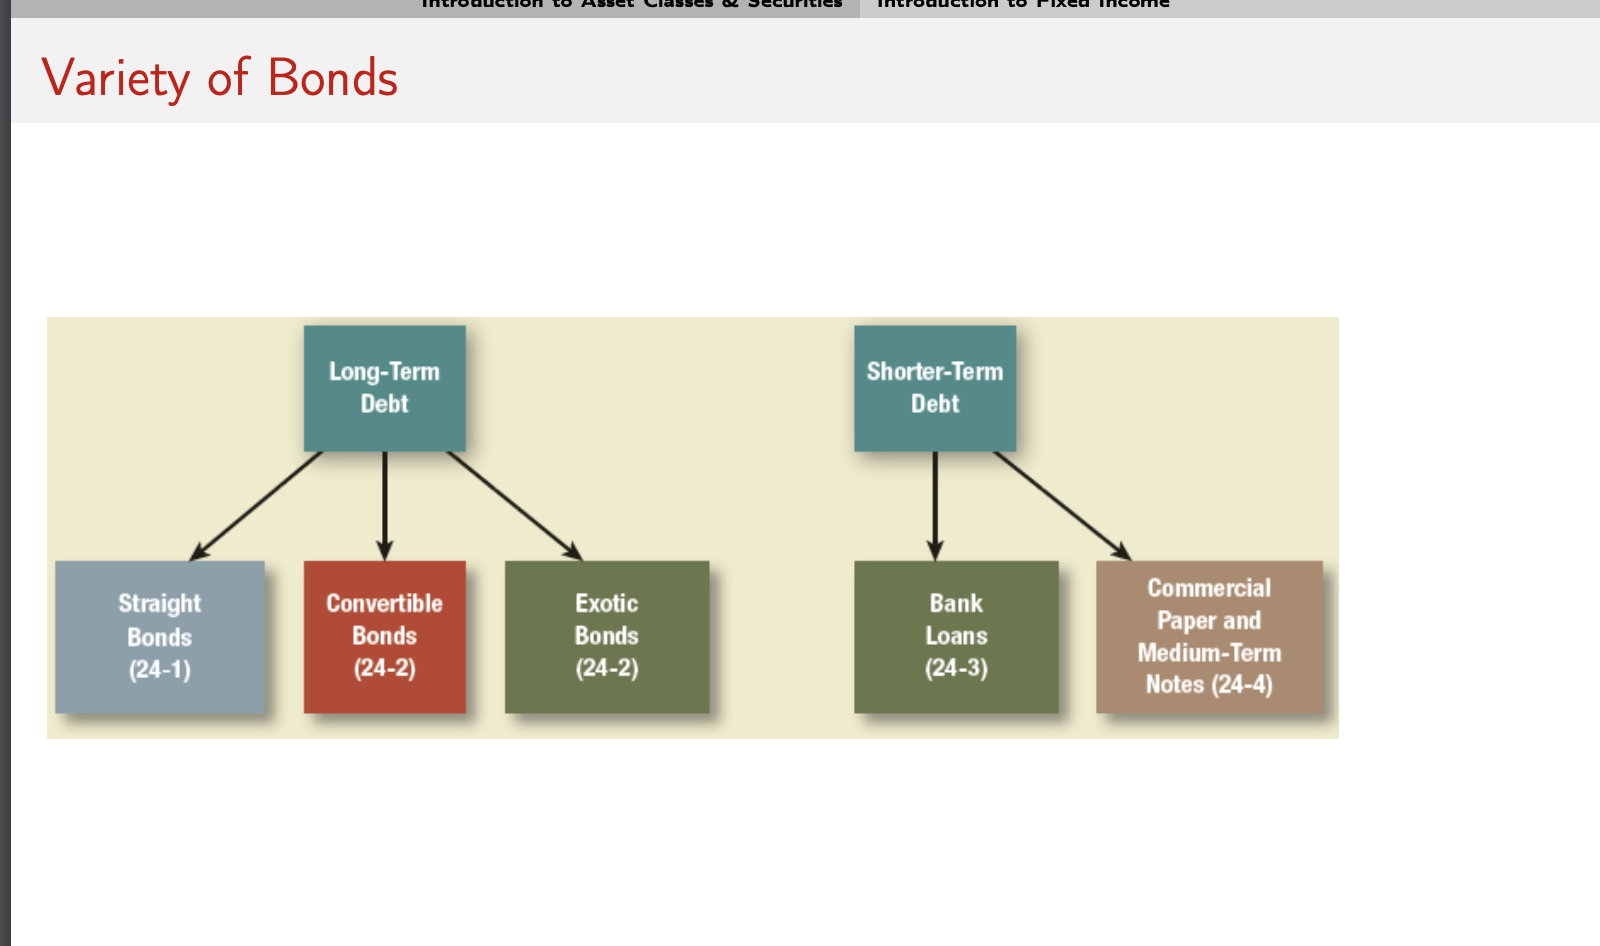 Introduction to Asset Classes & Securities
Introduction to Fixed Income
Variety of Bonds
Long-Term
Debt
Shorter-Term
Debt
Straight
Bonds
(24-1)
Convertible
Bonds
(24-2)
Exotic
Bonds
(24-2)
Bank
Loans
(24-3)
Commercial
Paper and
Medium-Term
Notes (24-4)